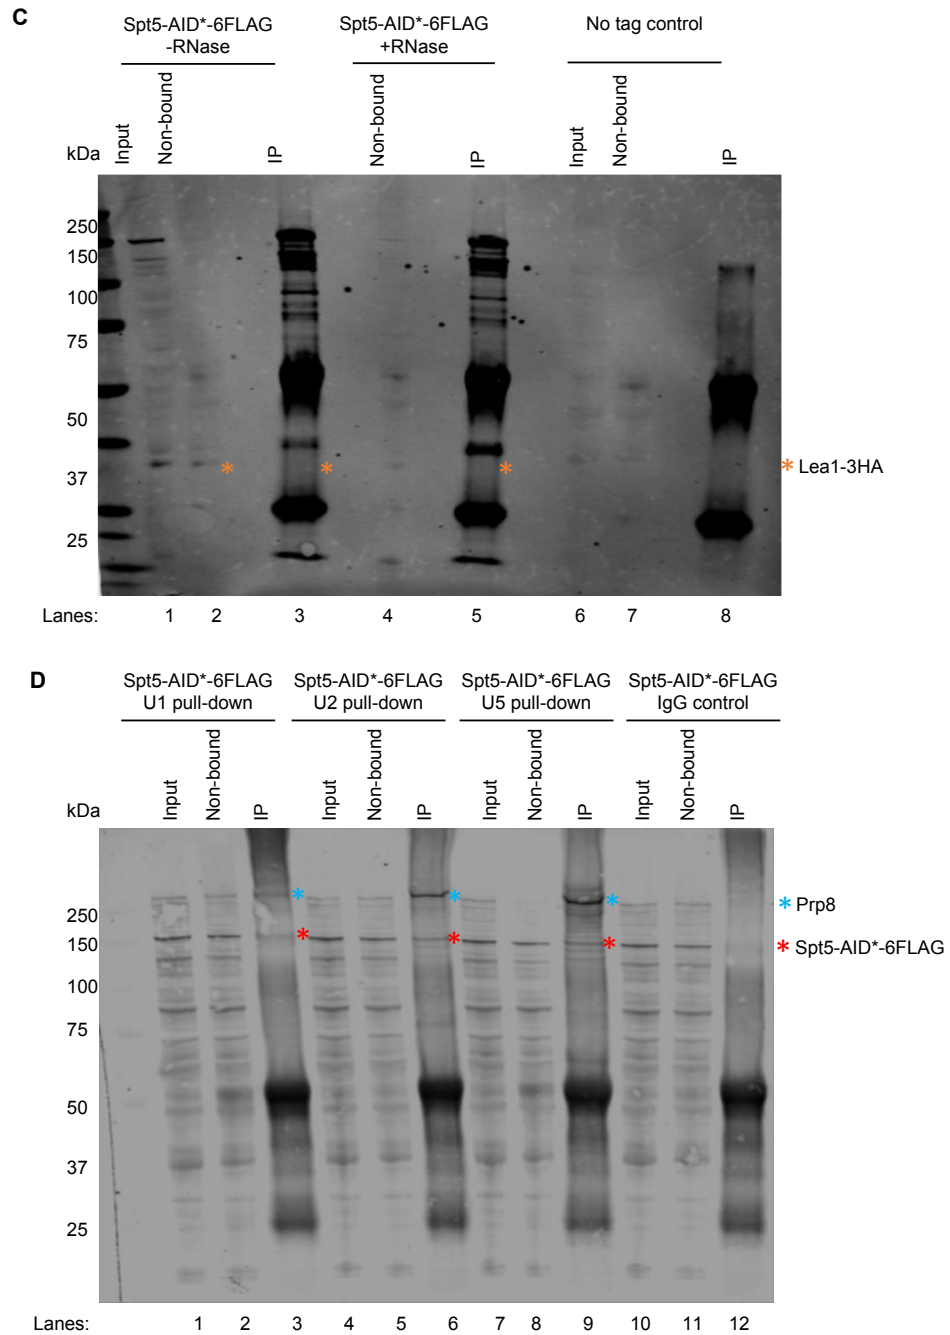 C
Spt5-AID*-6FLAG
-RNase
Spt5-AID*-6FLAG
+RNase
No tag control
kDa
Input
Non-bound
IP
Non-bound
IP
Input
Non-bound
IP
250
150
100
75
50
37
25
* Lea1-3HA
Lanes: 1 2 3 4 5 6 7 8
D
Spt5-AID*-6FLAG
U1 pull-down
Spt5-AID*-6FLAG
U2 pull-down
Spt5-AID*-6FLAG
U5 pull-down
Spt5-AID*-6FLAG
IgG control
kDa
Input
Non-bound
IP
Input
Non-bound
IP
Input
Non-bound
IP
Input
Non-bound
IP
250
150
100
75
50
37
25
* Prp8
* Spt5-AID*-6FLAG
Lanes: 1 2 3 4 5 6 7 8 9 10 11 12